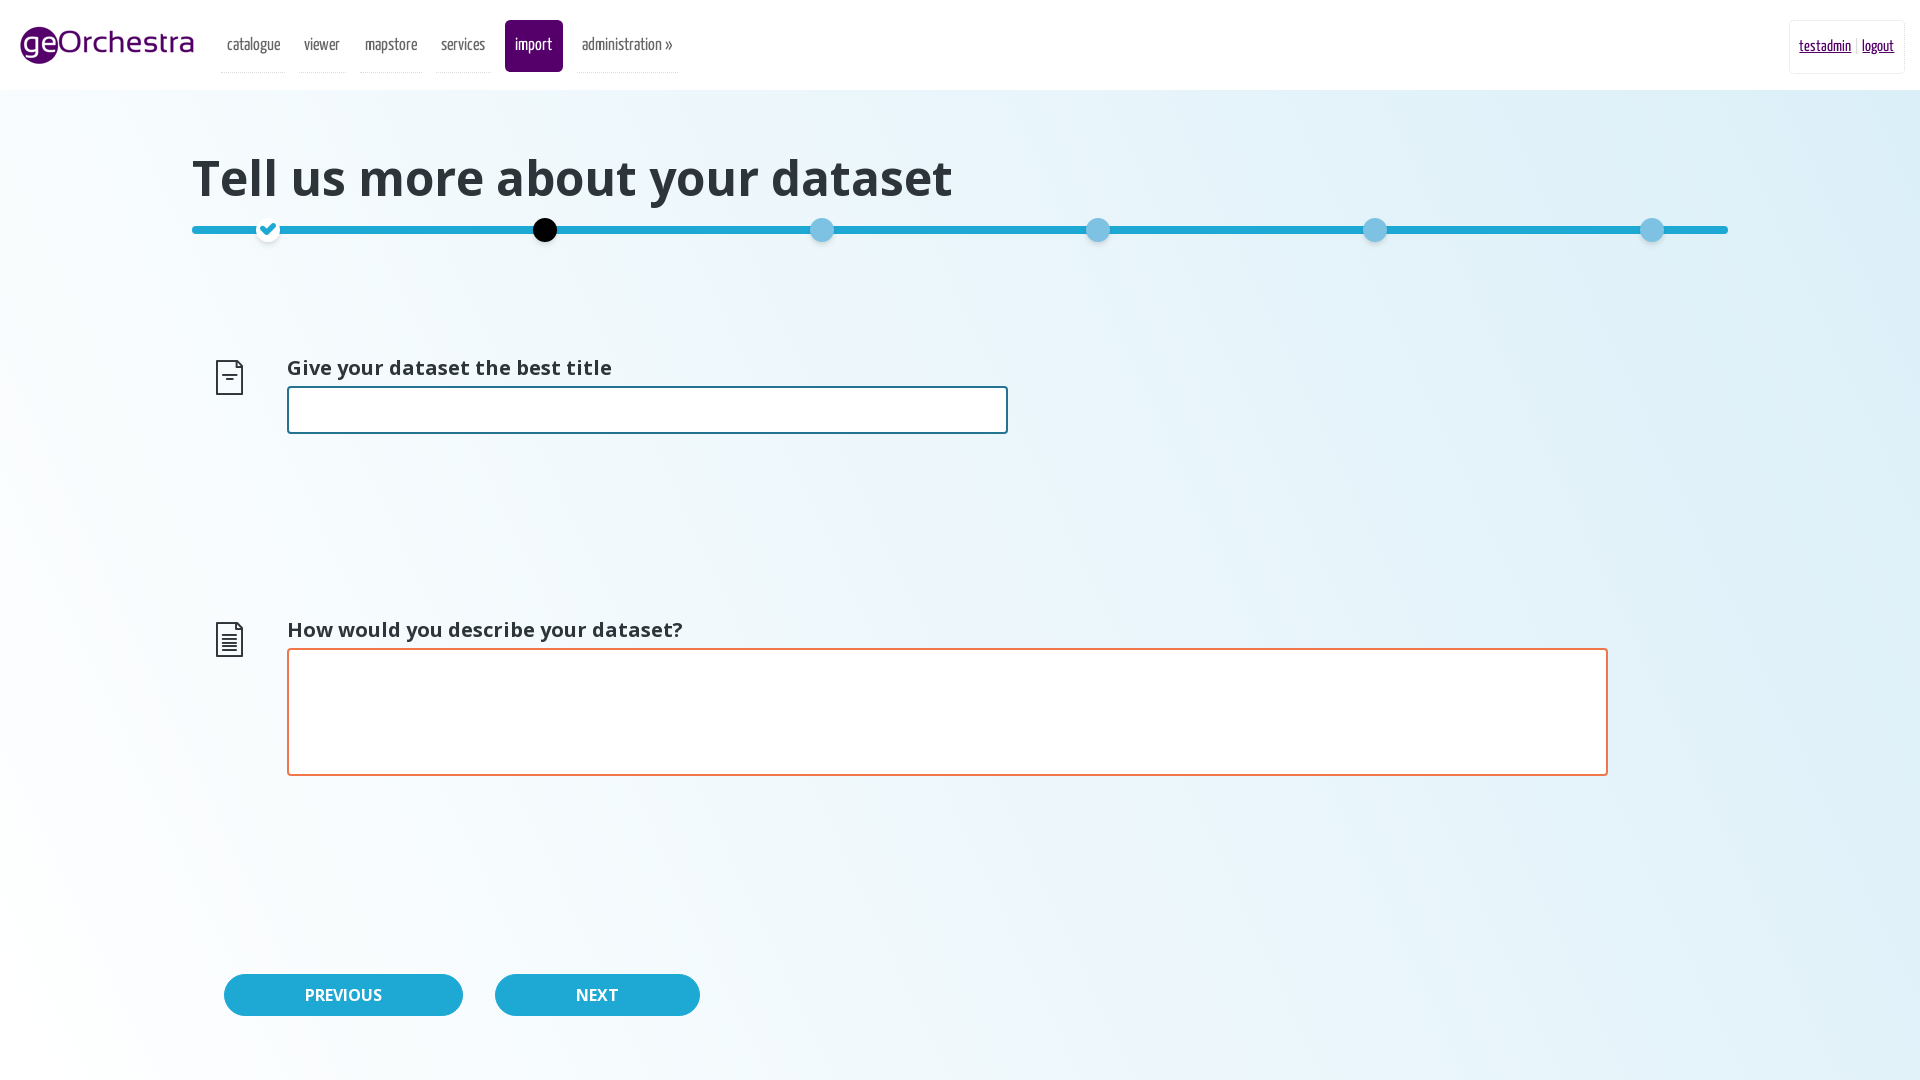 geOrchestra catalogue viewer mapstore services import administration » testadmin logout
Tell us more about your dataset
Give your dataset the best title
How would you describe your dataset?
PREVIOUS NEXT